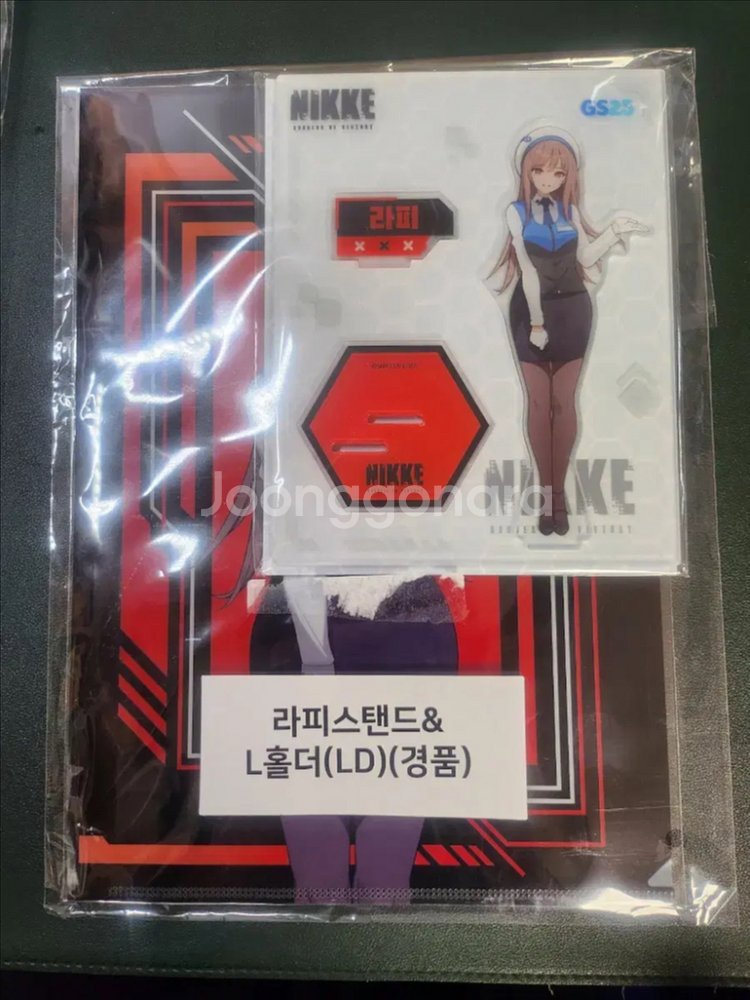 NIKKE
GODDESS OF VICTORY
GS25
라피
NIKKE
NIKKE
GODDESS OF VICTORY
Joonggonara
라피스탠드&
L홀더(LD)(경품)